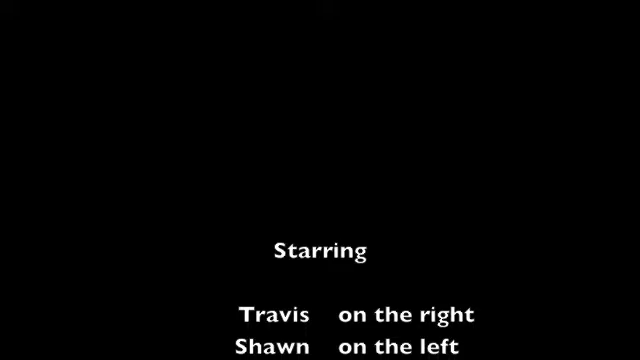 Starring
Travis on the right
Shawn on the left